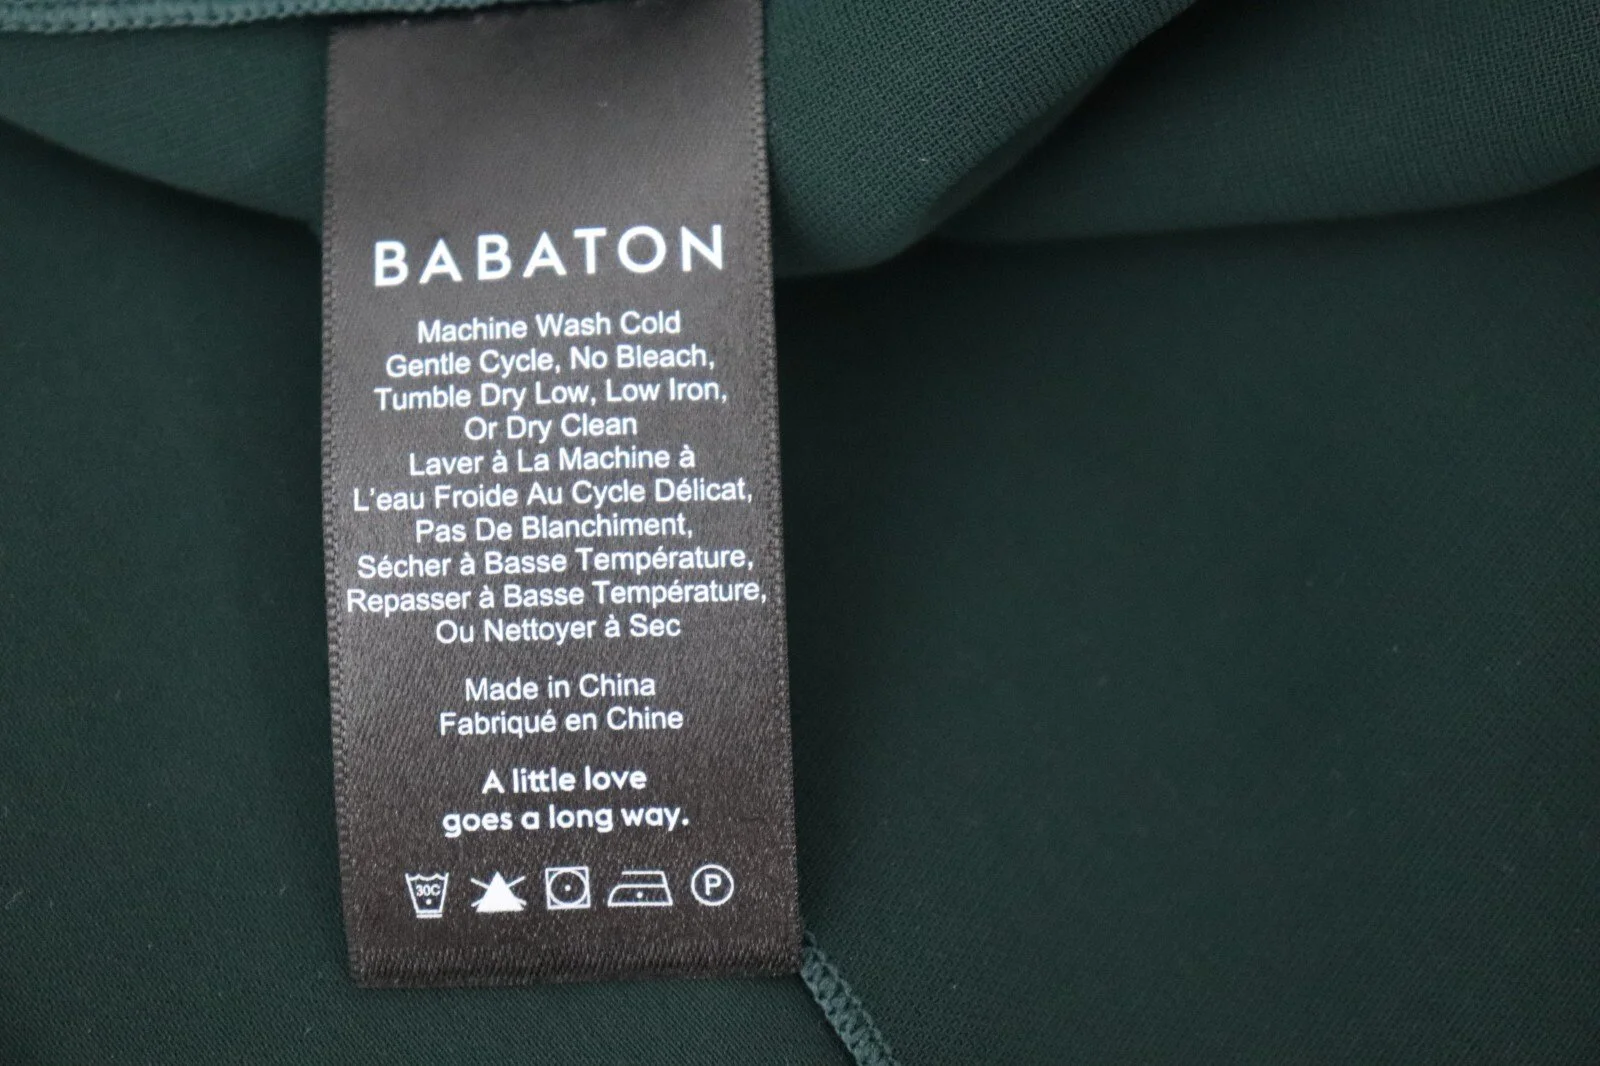 BABATON
Machine Wash Cold
Gentle Cycle, No Bleach,
Tumble Dry Low, Low Iron,
Or Dry Clean
Laver à La Machine à
L'eau Froide Au Cycle Délicat,
Pas De Blanchiment,
Sécher à Basse Température,
Repasser à Basse Température,
Ou Nettoyer à Sec
Made in China
Fabriqué en Chine
A little love
goes a long way.
30C P